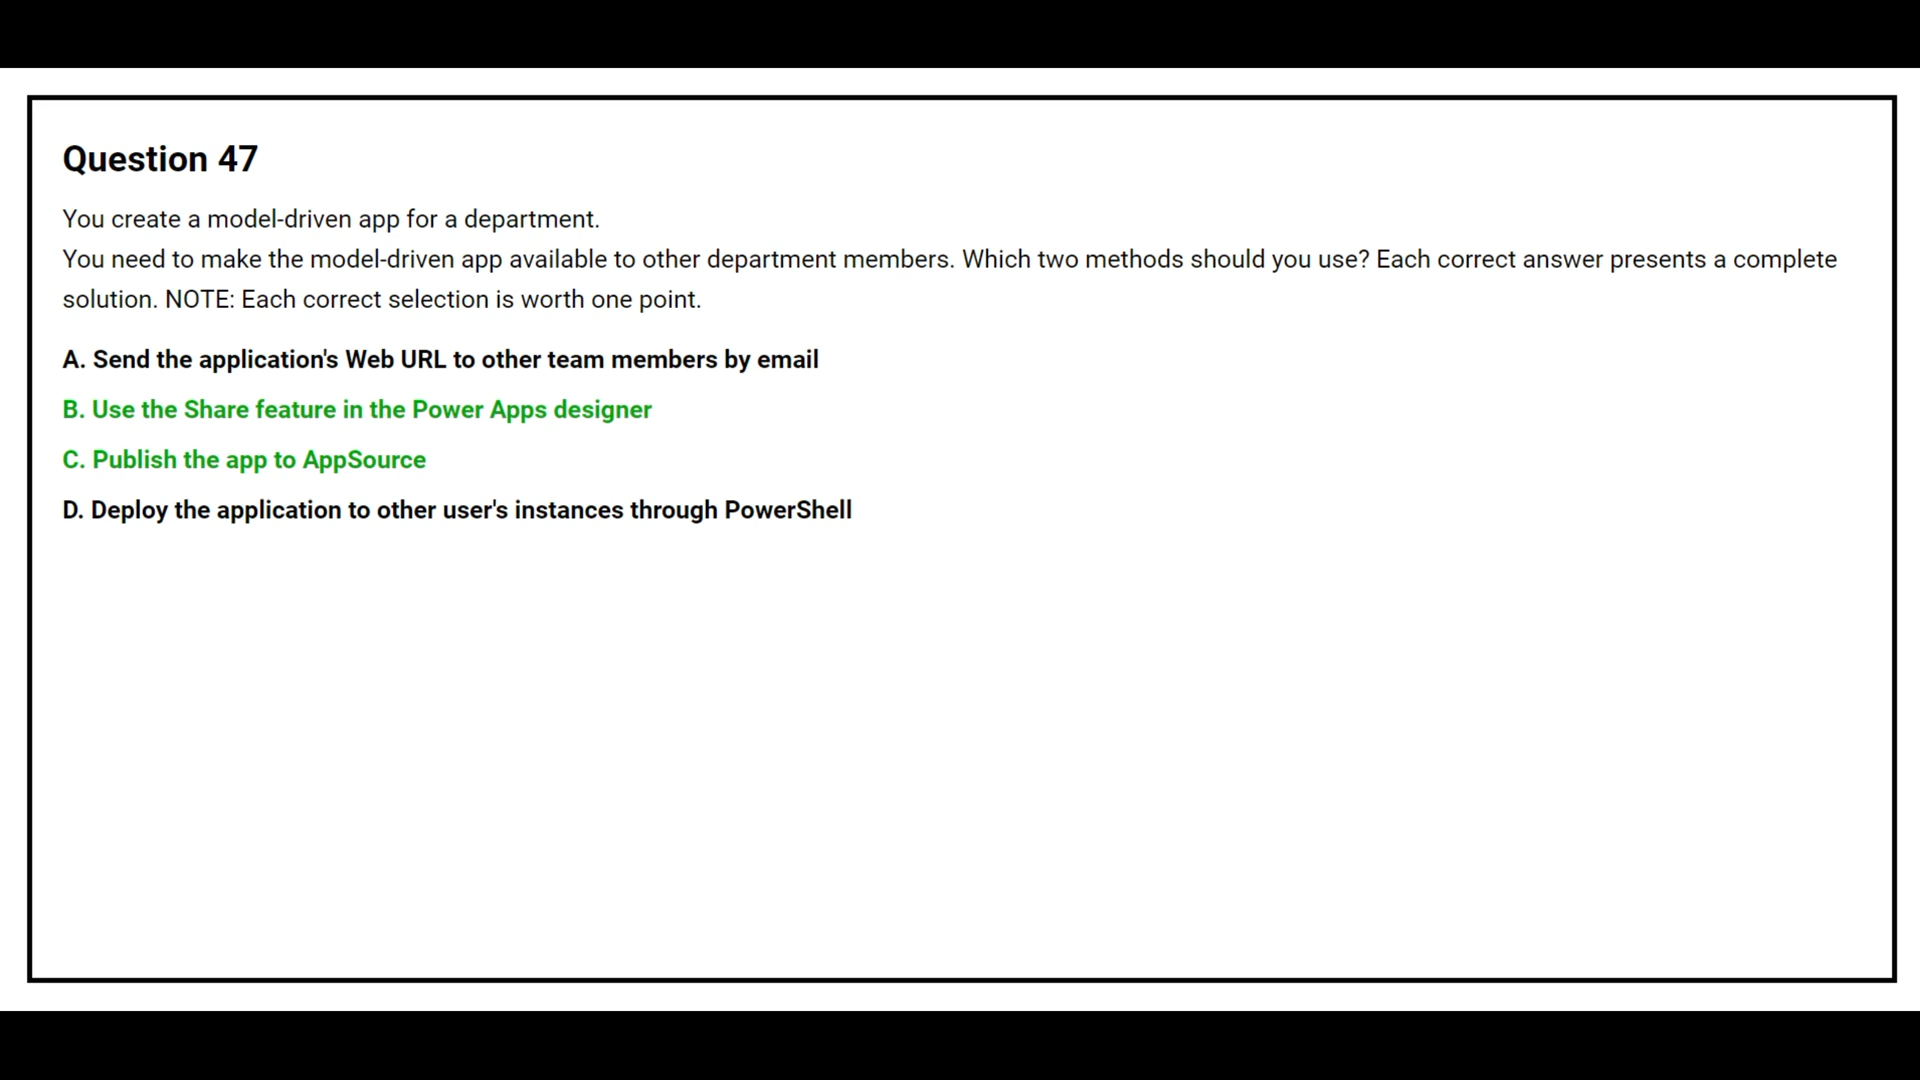 Question 47
You create a model-driven app for a department.
You need to make the model-driven app available to other department members. Which two methods should you use? Each correct answer presents a complete
solution. NOTE: Each correct selection is worth one point.
A. Send the application's Web URL to other team members by email
B. Use the Share feature in the Power Apps designer
C. Publish the app to AppSource
D. Deploy the application to other user's instances through PowerShell